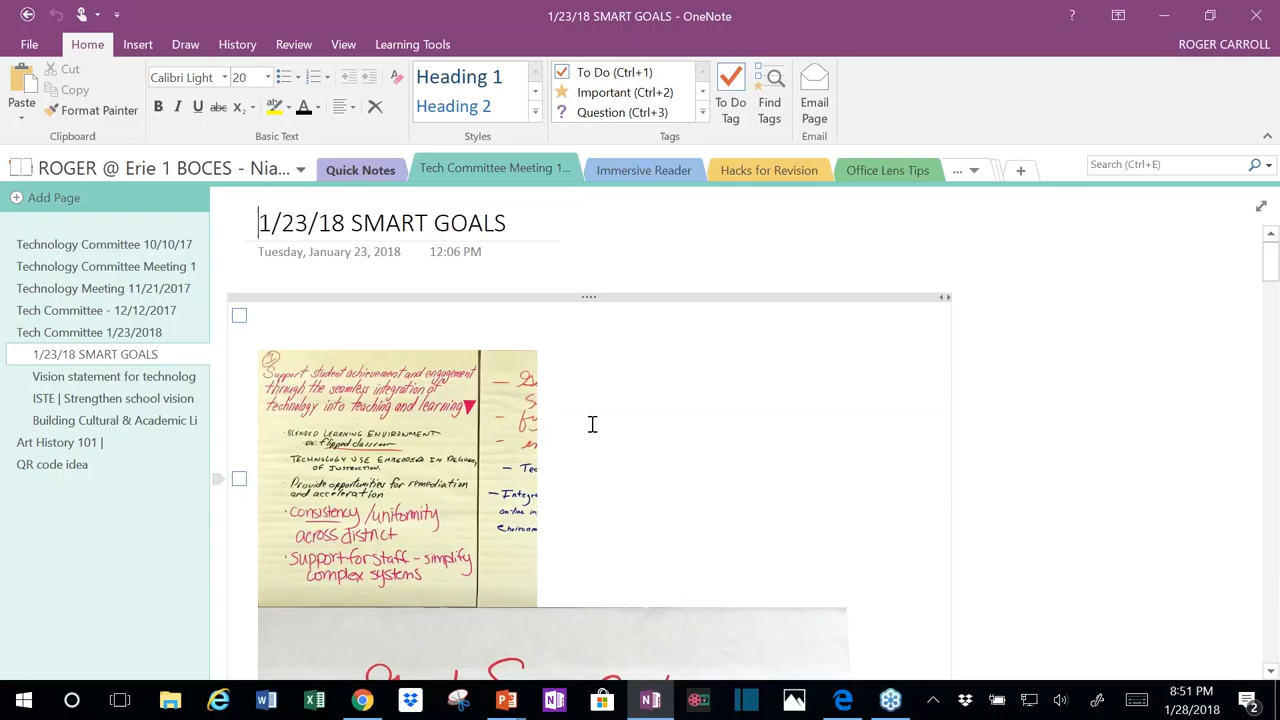 1/23/18 SMART GOALS - OneNote
?
File Home Insert Draw History Review View Learning Tools
ROGER CARROLL
Paste
Cut
Copy
Format Painter
Clipboard
Calibri Light 20
B I U abc X₂ A
Basic Text
Heading 1
Heading 2
Styles
To Do (Ctrl+1)
Important (Ctrl+2)
? Question (Ctrl+3)
Tags
To Do
Tag
Find
Tags
Email
Page
Email
ROGER @ Erie 1 BOCES - Nia...
Quick Notes
Tech Committee Meeting 1...
Immersive Reader
Hacks for Revision
Office Lens Tips
...
Search (Ctrl+E)
Add Page
Technology Committee 10/10/17
Technology Committee Meeting 1
Technology Meeting 11/21/2017
Tech Committee - 12/12/2017
Tech Committee 1/23/2018
1/23/18 SMART GOALS
Vision statement for technolog
ISTE | Strengthen school vision
Building Cultural & Academic Li
Art History 101 |
QR code idea
1/23/18 SMART GOALS
Tuesday, January 23, 2018 12:06 PM
Support student achievement and engagement
through the seamless integration of
technology into teaching and learning
· BLENDED LEARNING ENVIRONMENT
ex: flipped classroom
· TECHNOLOGY USE EMBEDDED IN DELIVERY
OF INSTRUCTION.
· Provide opportunities for remediation
and acceleration
· Consistency/uniformity
across district
· Support for staff - simplify
complex systems
- Tec
- Integr
on-line in
environm
8:51 PM
1/28/2018
2